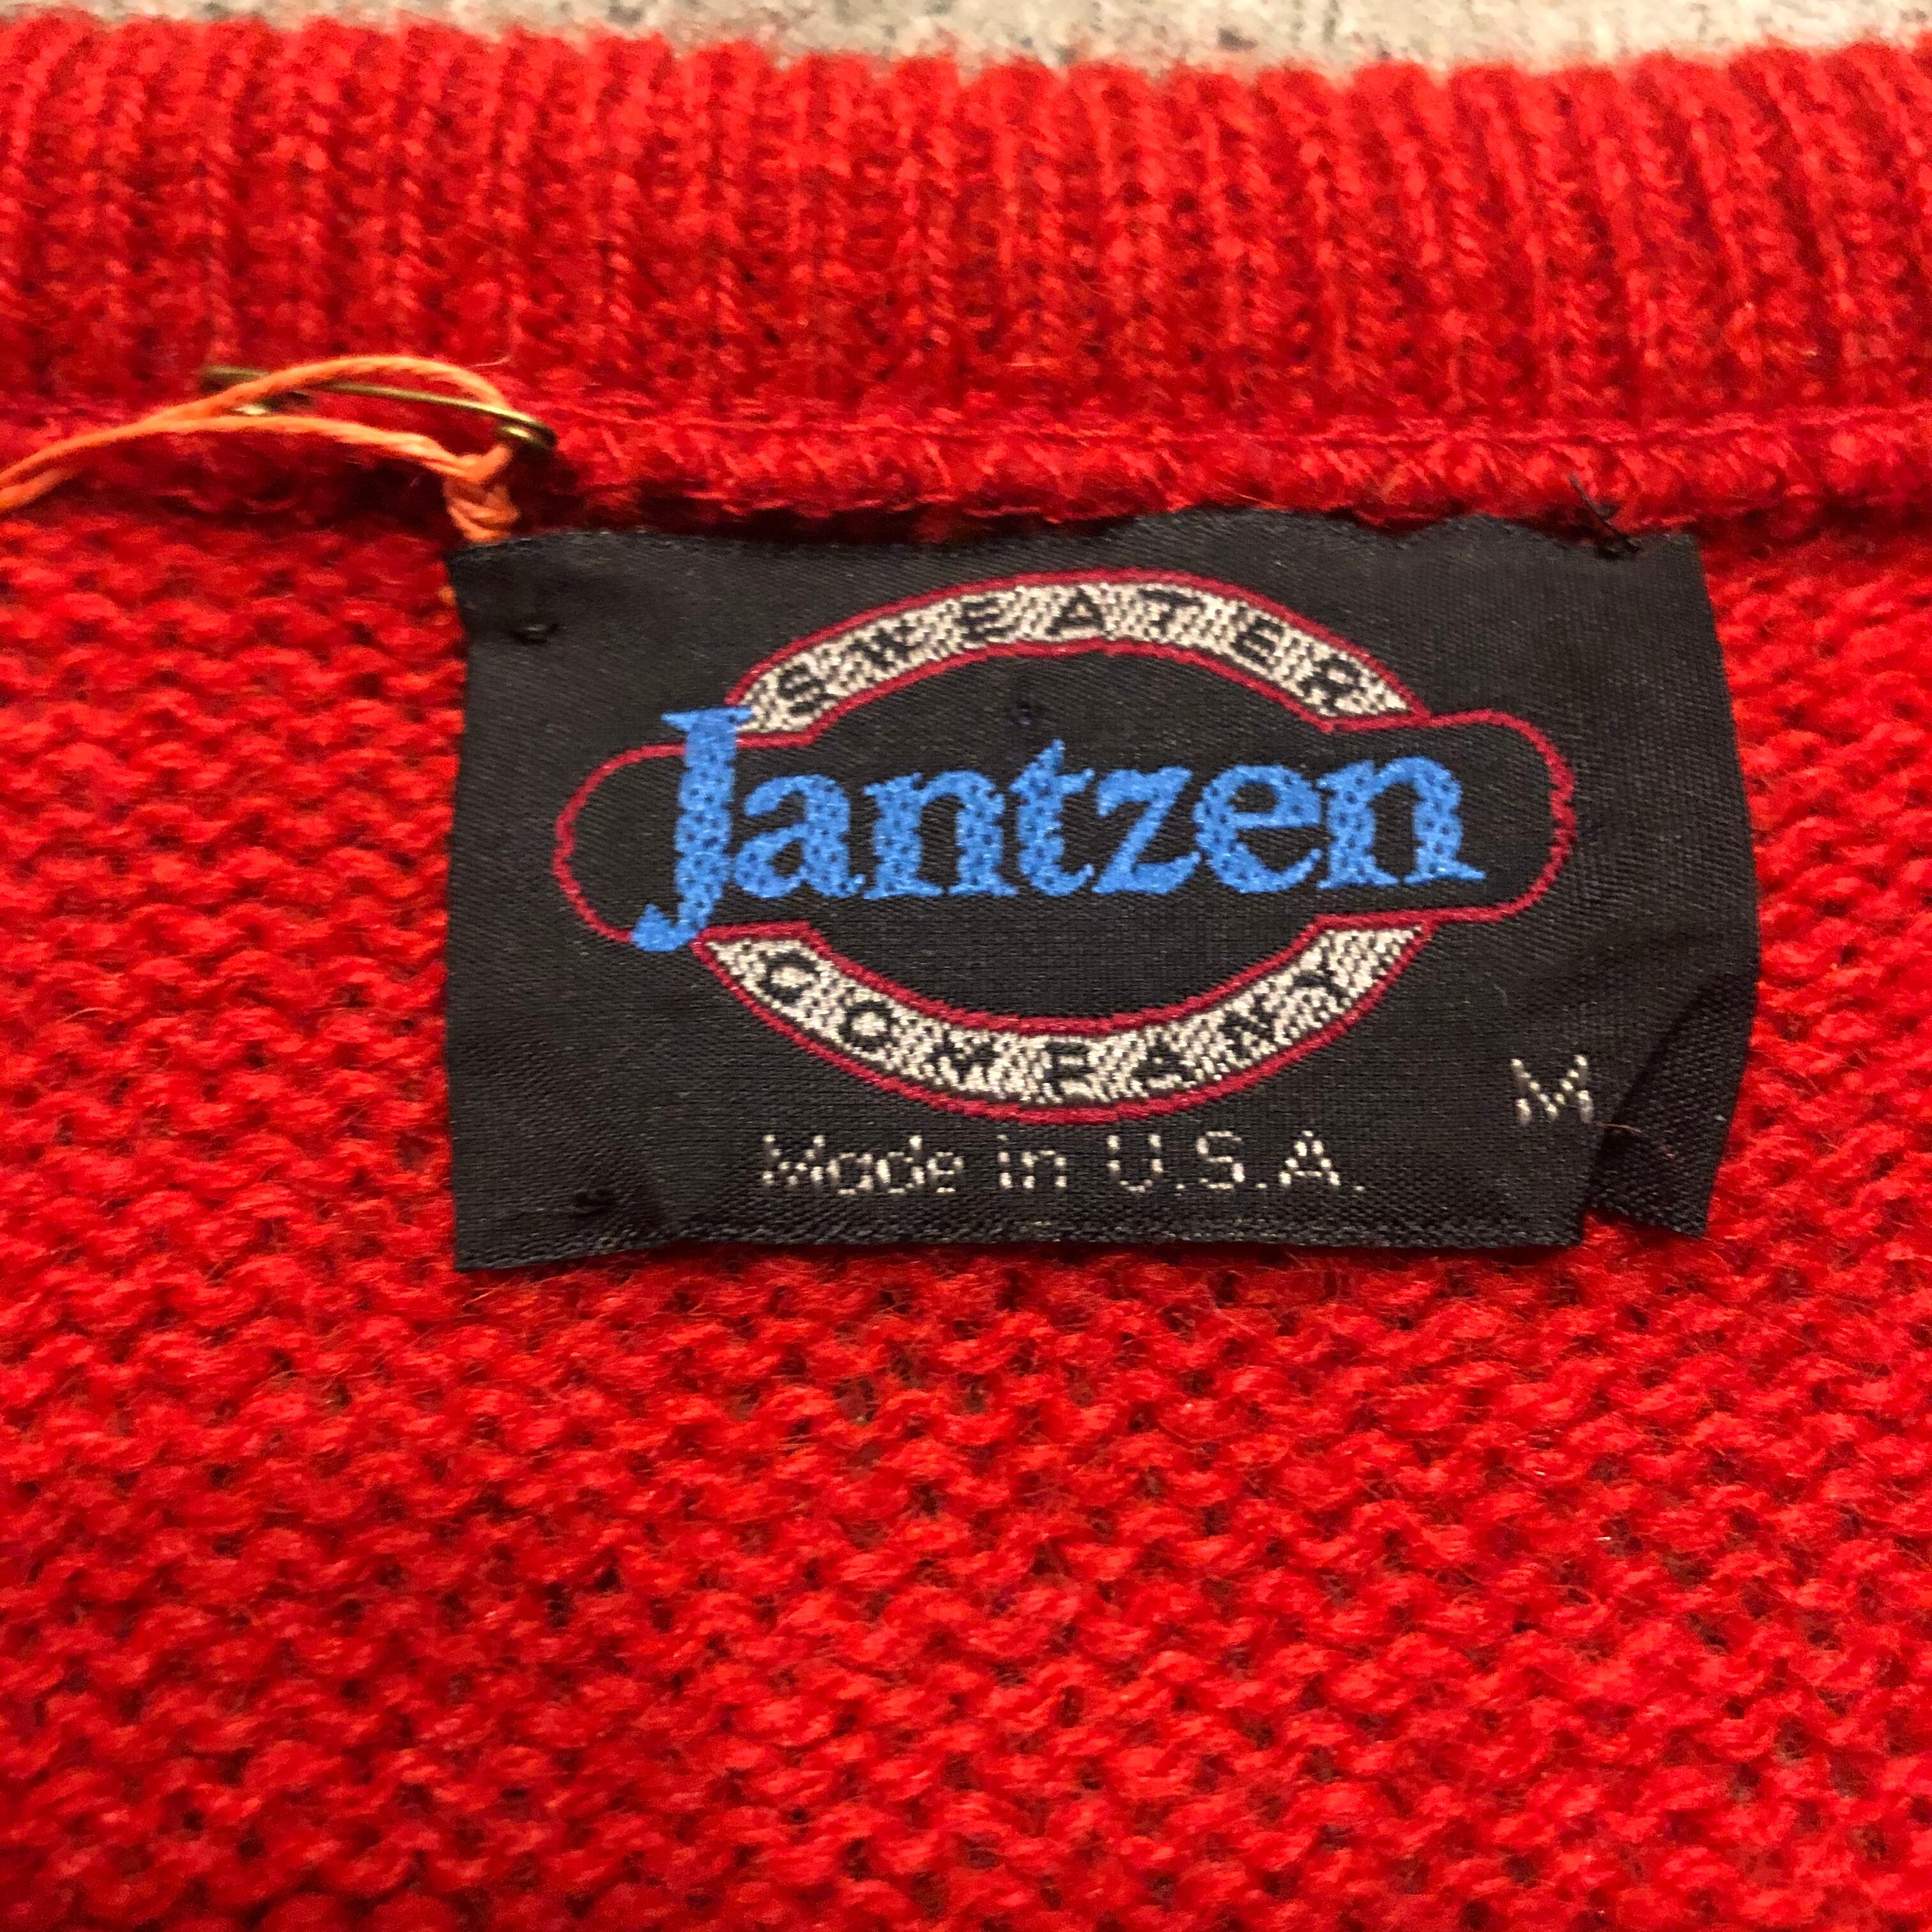 SWEATER
Jantzen
COMPANY
M
Made in U.S.A.